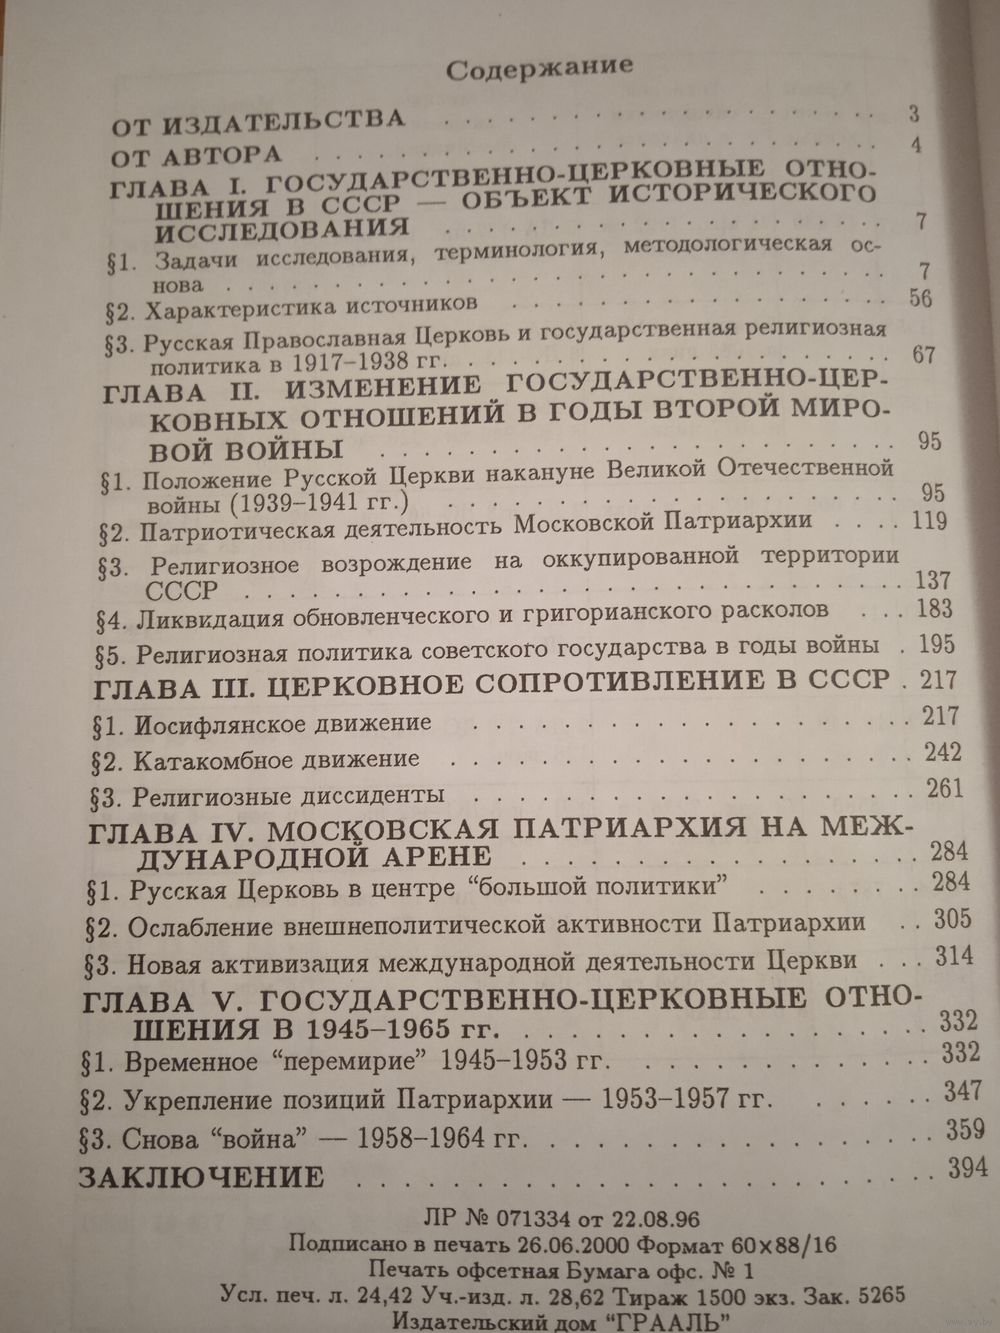 Содержание
ОТ ИЗДАТЕЛЬСТВА . . . . . . . . . . . . . . . . 3
ОТ АВТОРА . . . . . . . . . . . . . . . . . . . . 4
ГЛАВА I. ГОСУДАРСТВЕННО-ЦЕРКОВНЫЕ ОТНО-
ШЕНИЯ В СССР — ОБЪЕКТ ИСТОРИЧЕСКОГО
ИССЛЕДОВАНИЯ . . . . . . . . . . . . . . . . 7
§1. Задачи исследования, терминология, методологическая ос-
нова . . . . . . . . . . . . . . . . . . . . . . . . 7
§2. Характеристика источников . . . . . . . . . . . . . . 56
§3. Русская Православная Церковь и государственная религиозная
политика в 1917–1938 гг. . . . . . . . . . . . . . . . 67
ГЛАВА II. ИЗМЕНЕНИЕ ГОСУДАРСТВЕННО-ЦЕР-
КОВНЫХ ОТНОШЕНИЙ В ГОДЫ ВТОРОЙ МИРО-
ВОЙ ВОЙНЫ . . . . . . . . . . . . . . . . . . . 95
§1. Положение Русской Церкви накануне Великой Отечественной
войны (1939–1941 гг.) . . . . . . . . . . . . . . . . 95
§2. Патриотическая деятельность Московской Патриархии . . . . 119
§3. Религиозное возрождение на оккупированной территории
СССР . . . . . . . . . . . . . . . . . . . . . . . 137
§4. Ликвидация обновленческого и григорианского расколов . . . 183
§5. Религиозная политика советского государства в годы войны . 195
ГЛАВА III. ЦЕРКОВНОЕ СОПРОТИВЛЕНИЕ В СССР . 217
§1. Иосифлянское движение . . . . . . . . . . . . . . . . 217
§2. Катакомбное движение . . . . . . . . . . . . . . . . . 242
§3. Религиозные диссиденты . . . . . . . . . . . . . . . . 261
ГЛАВА IV. МОСКОВСКАЯ ПАТРИАРХИЯ НА МЕЖ-
ДУНАРОДНОЙ АРЕНЕ . . . . . . . . . . . . . . . 284
§1. Русская Церковь в центре “большой политики” . . . . . . . 284
§2. Ослабление внешнеполитической активности Патриархии . . 305
§3. Новая активизация международной деятельности Церкви . . . 314
ГЛАВА V. ГОСУДАРСТВЕННО-ЦЕРКОВНЫЕ ОТНО-
ШЕНИЯ В 1945–1965 гг. . . . . . . . . . . . . . . . 332
§1. Временное “перемирие” 1945–1953 гг. . . . . . . . . . . . 332
§2. Укрепление позиций Патриархии — 1953–1957 гг. . . . . . . 347
§3. Снова “война” — 1958–1964 гг. . . . . . . . . . . . . . . 359
ЗАКЛЮЧЕНИЕ . . . . . . . . . . . . . . . . . . . . 394
ЛР № 071334 от 22.08.96
Подписано в печать 26.06.2000 Формат 60×88/16
Печать офсетная Бумага офс. № 1
Усл. печ. л. 24,42 Уч.-изд. л. 28,62 Тираж 1500 экз. Зак. 5265
Издательский дом “ГРААЛЬ”